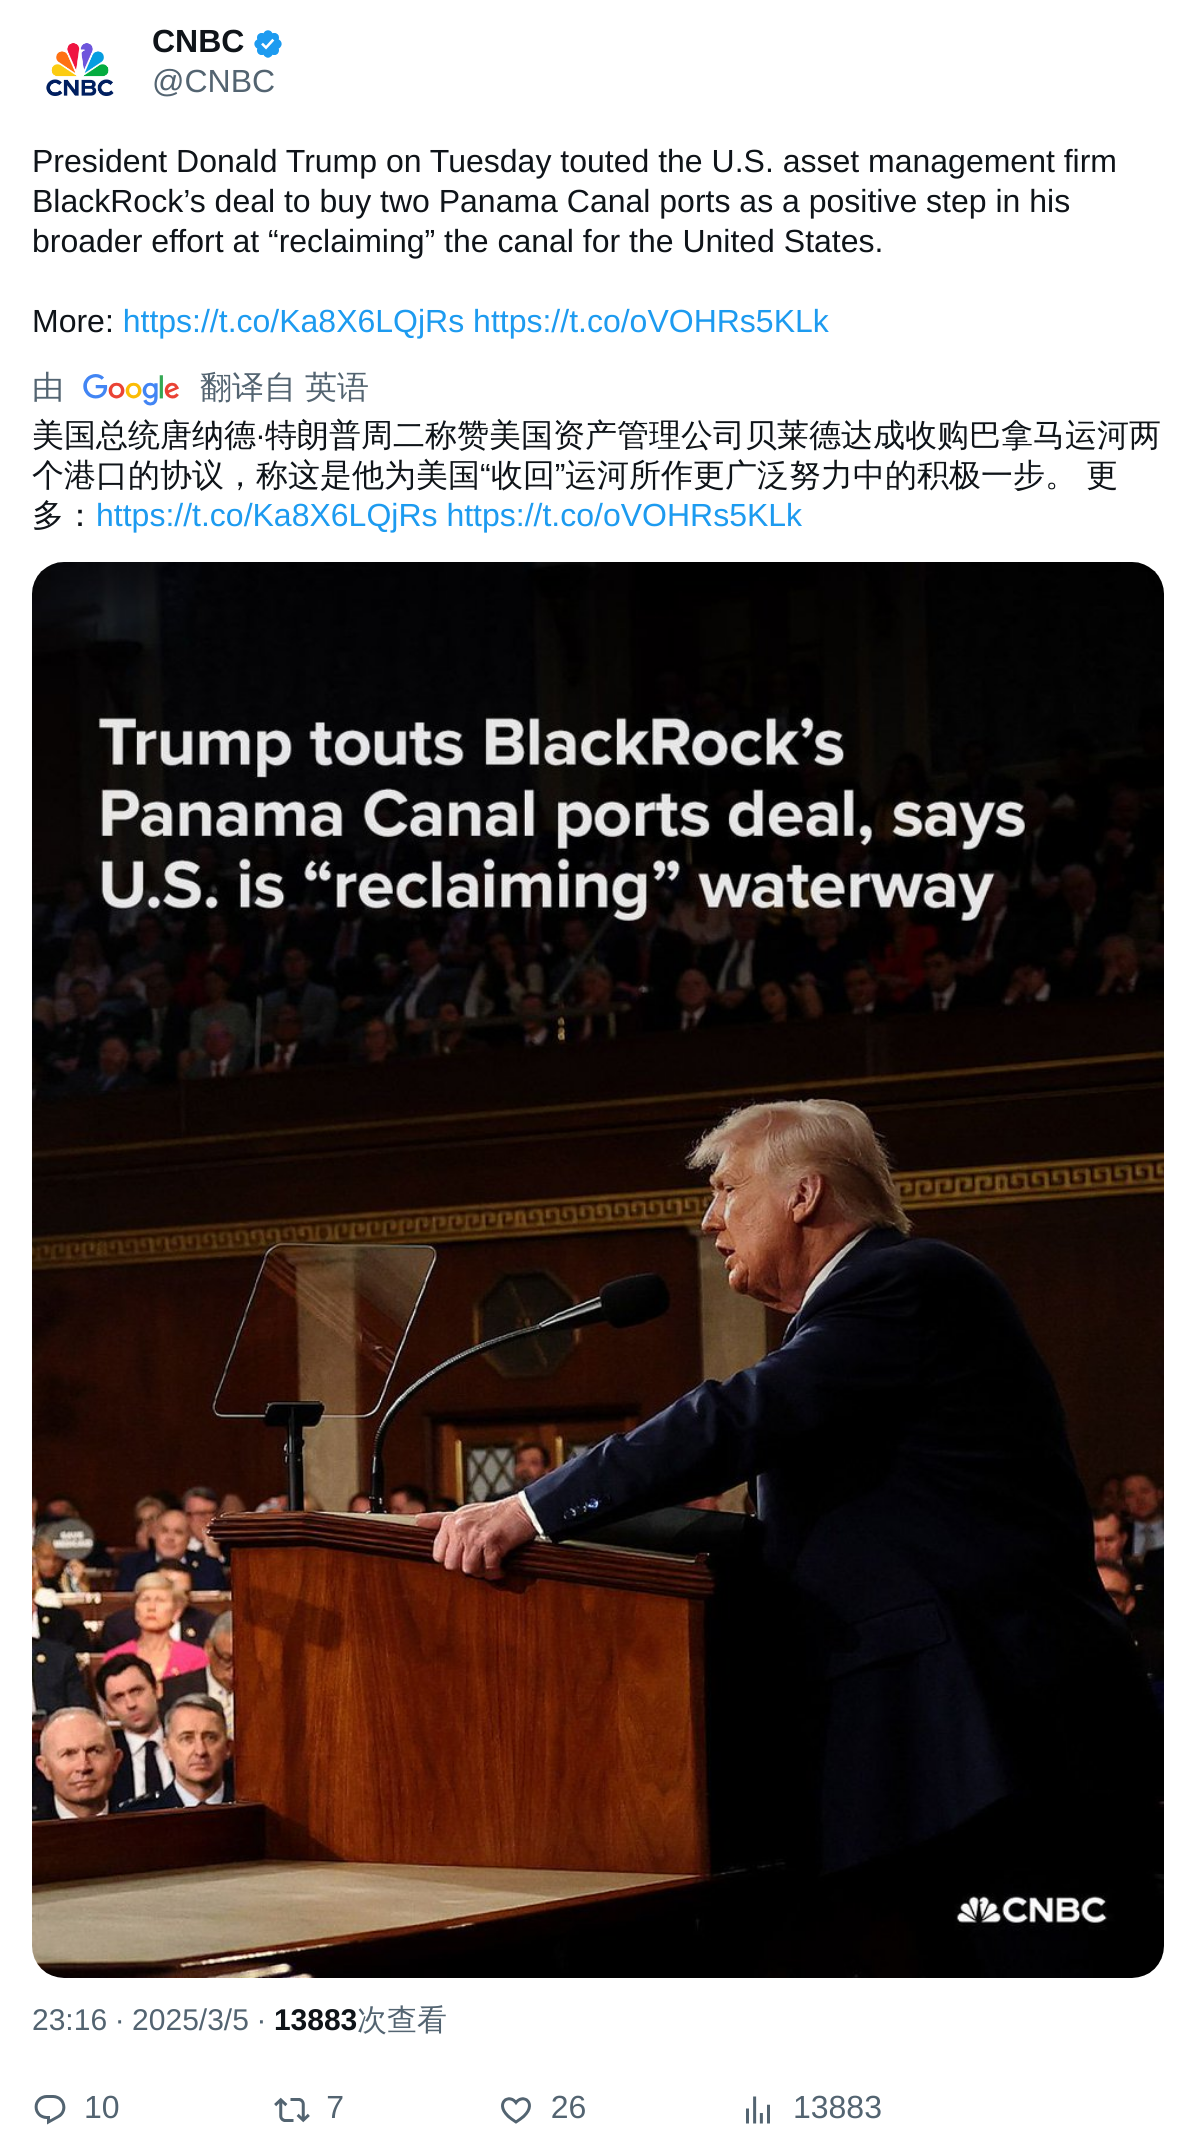 CNBC
CNBC
@CNBC
President Donald Trump on Tuesday touted the U.S. asset management firm
BlackRock’s deal to buy two Panama Canal ports as a positive step in his
broader effort at “reclaiming” the canal for the United States.
More: https://t.co/Ka8X6LQjRs https://t.co/oVOHRs5KLk
由 Google 翻译自 英语
美国总统唐纳德·特朗普周二称赞美国资产管理公司贝莱德达成收购巴拿马运河两
个港口的协议，称这是他为美国“收回”运河所作更广泛努力中的积极一步。 更
多：https://t.co/Ka8X6LQjRs https://t.co/oVOHRs5KLk
Trump touts BlackRock’s
Panama Canal ports deal, says
U.S. is “reclaiming” waterway
CNBC
23:16 · 2025/3/5 · 13883次查看
10 7 26 13883